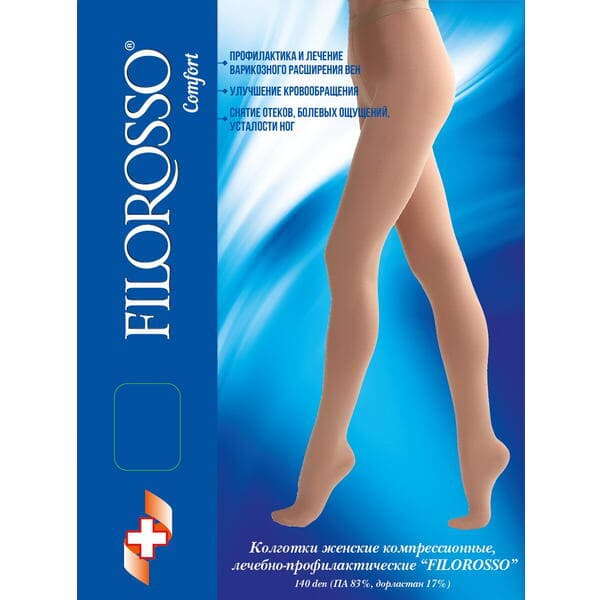 FILOROSSO®
Comfort
ПРОФИЛАКТИКА И ЛЕЧЕНИЕ
ВАРИКОЗНОГО РАСШИРЕНИЯ ВЕН
УЛУЧШЕНИЕ КРОВООБРАЩЕНИЯ
СНЯТИЕ ОТЕКОВ, БОЛЕВЫХ ОЩУЩЕНИЙ,
УСТАЛОСТИ НОГ
Колготки женские компрессионные,
лечебно-профилактические “FILOROSSO”
140 den (ПА 83%, дорластан 17%)